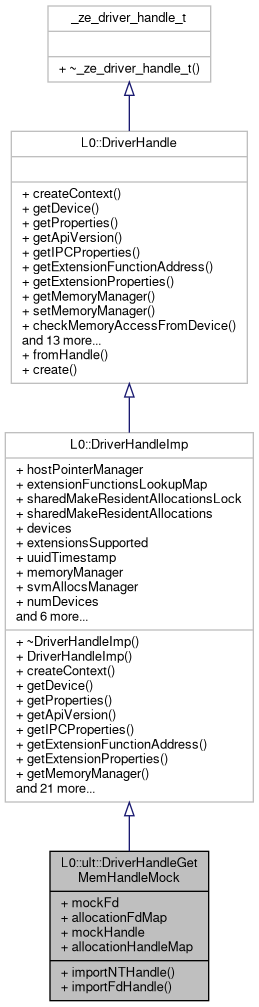 _ze_driver_handle_t
+ ~_ze_driver_handle_t()
L0::DriverHandle
+ createContext()
+ getDevice()
+ getProperties()
+ getApiVersion()
+ getIPCProperties()
+ getExtensionFunctionAddress()
+ getExtensionProperties()
+ getMemoryManager()
+ setMemoryManager()
+ checkMemoryAccessFromDevice()
and 13 more...
+ fromHandle()
+ create()
L0::DriverHandleImp
+ hostPointerManager
+ extensionFunctionsLookupMap
+ sharedMakeResidentAllocationsLock
+ sharedMakeResidentAllocations
+ devices
+ extensionsSupported
+ uuidTimestamp
+ memoryManager
+ svmAllocsManager
+ numDevices
and 6 more...
+ ~DriverHandleImp()
+ DriverHandleImp()
+ createContext()
+ getDevice()
+ getProperties()
+ getApiVersion()
+ getIPCProperties()
+ getExtensionFunctionAddress()
+ getExtensionProperties()
+ getMemoryManager()
and 21 more...
L0::ult::DriverHandleGet
MemHandleMock
+ mockFd
+ allocationFdMap
+ mockHandle
+ allocationHandleMap
+ importNTHandle()
+ importFdHandle()